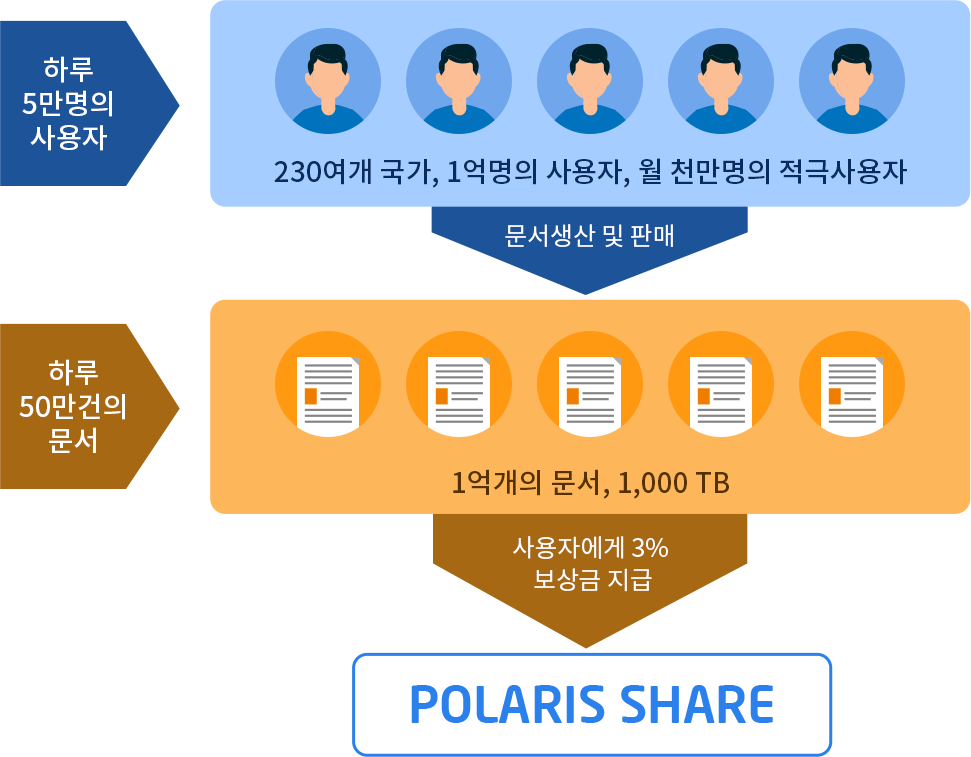 하루
5만명의
사용자
230여개 국가, 1억명의 사용자, 월 천만명의 적극사용자
문서생산 및 판매
하루
50만건의
문서
1억개의 문서, 1,000 TB
사용자에게 3%
보상금 지급
POLARIS SHARE